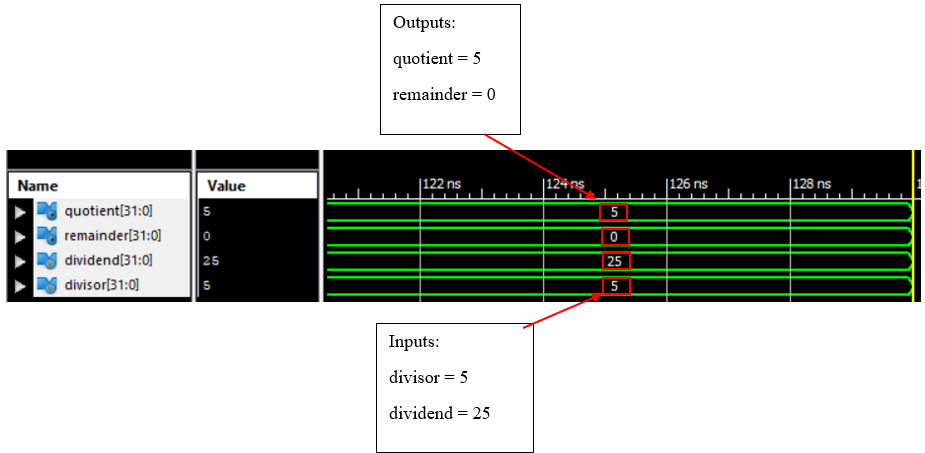 Outputs:
quotient = 5
remainder = 0
Name Value 122 ns 124 ns 126 ns 128 ns
quotient[31:0] 5 5
remainder[31:0] 0 0
dividend[31:0] 25 25
divisor[31:0] 5 5
Inputs:
divisor = 5
dividend = 25